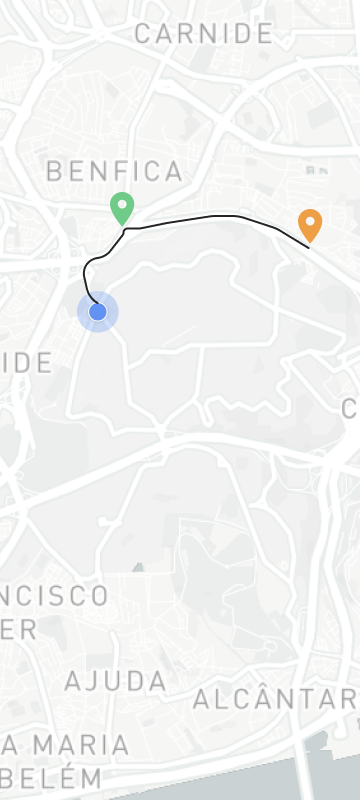 CARNIDE
BENFICA
IDE
C
NCISCO
ER
AJUDA
ALCÂNTAR
A MARIA
BELÉM